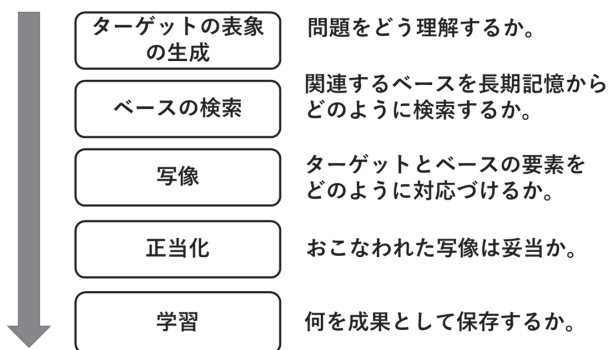 ターゲットの表象
の生成
問題をどう理解するか。
ベースの検索
関連するベースを長期記憶から
どのように検索するか。
写像
ターゲットとベースの要素を
どのように対応づけるか。
正当化
おこなわれた写像は妥当か。
学習
何を成果として保存するか。